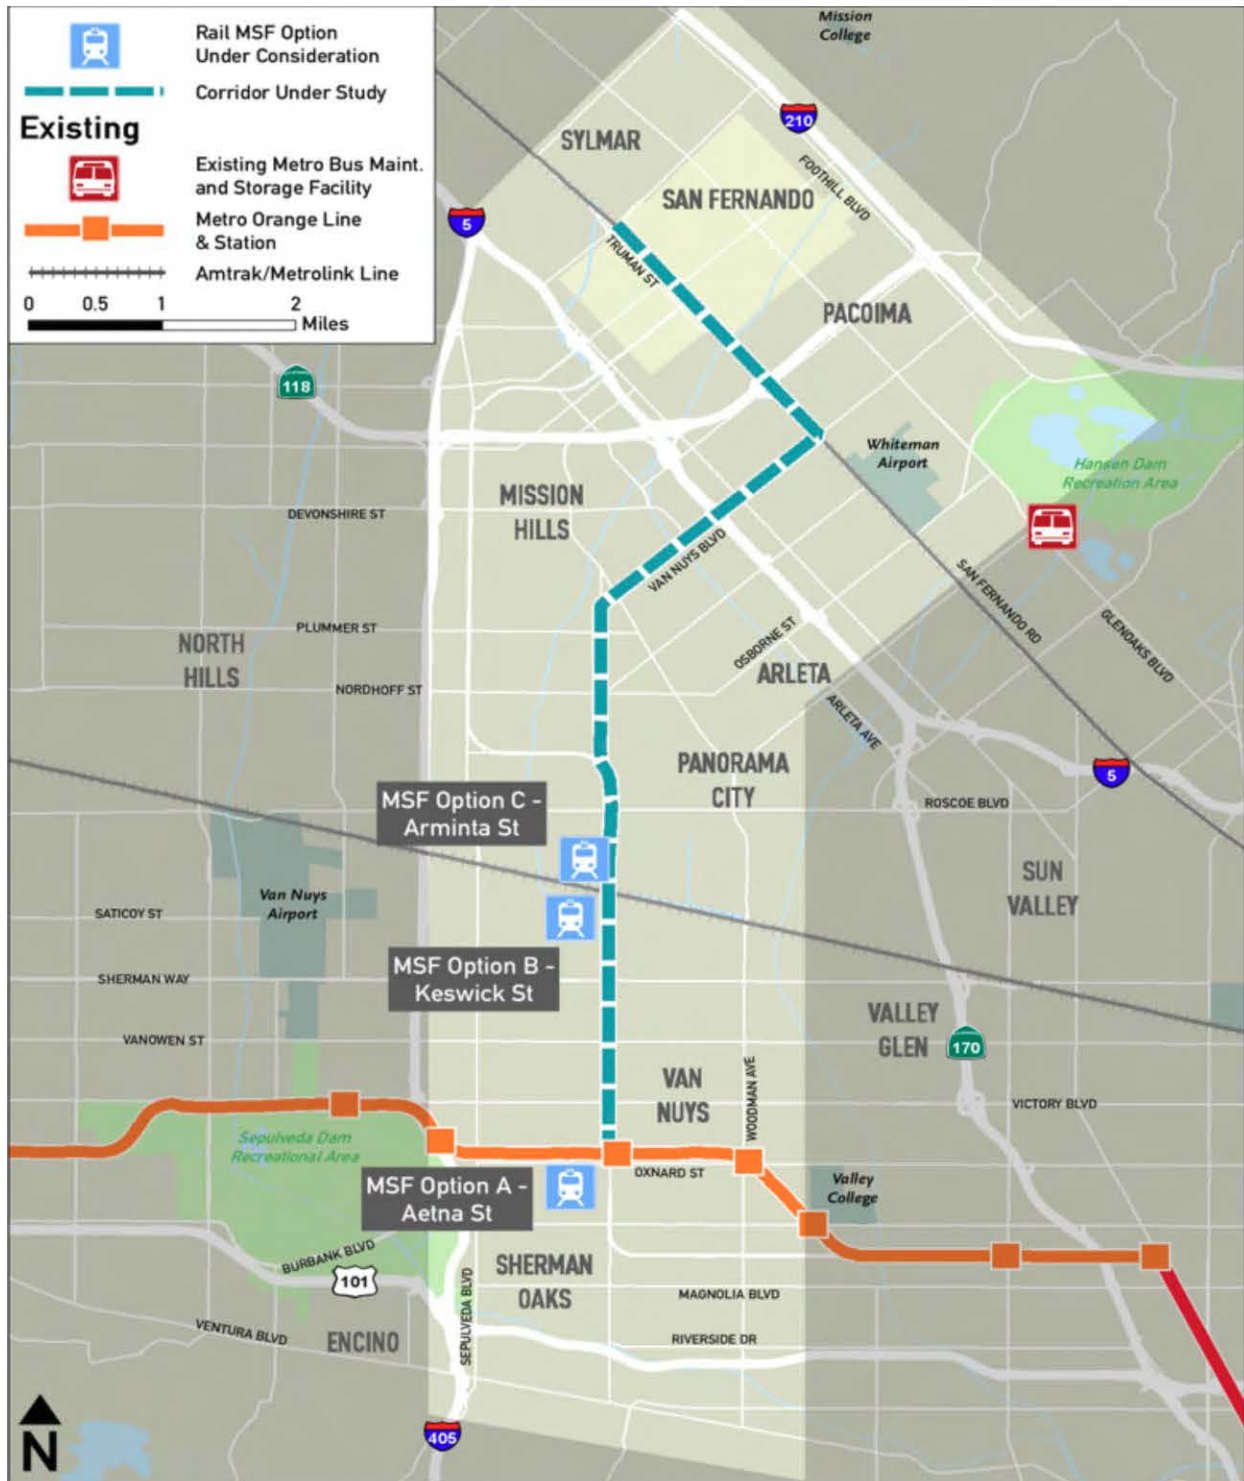 Rail MSF Option
Under Consideration
Corridor Under Study
Existing
Existing Metro Bus Maint.
and Storage Facility
Metro Orange Line
& Station
Amtrak/Metrolink Line
0 0.5 1 2
Miles
Mission
College
210
SYLMAR
FOOTHILL BLVD
SAN FERNANDO
5
TRUMAN ST
PACOIMA
118
Whiteman
Airport
Hansen Dam
Recreation Area
MISSION
HILLS
DEVONSHIRE ST
VAN NUYS BLVD
SAN FERNANDO RD
GLENOAKS BLVD
PLUMMER ST
OSBORNE ST
NORTH
HILLS
ARLETA
NORDHOFF ST
ARLETA AVE
PANORAMA
CITY
5
MSF Option C -
Arminta St
ROSCOE BLVD
SUN
VALLEY
Van Nuys
Airport
SATICOY ST
MSF Option B -
Keswick St
SHERMAN WAY
VALLEY
GLEN
VANOWEN ST
170
VAN
NUYS
WOODMAN AVE
VICTORY BLVD
Sepulveda Dam
Recreational Area
OXNARD ST
MSF Option A -
Aetna St
Valley
College
BURBANK BLVD
101
SHERMAN
OAKS
SEPULVEDA BLVD
MAGNOLIA BLVD
VENTURA BLVD
ENCINO
RIVERSIDE DR
405
N